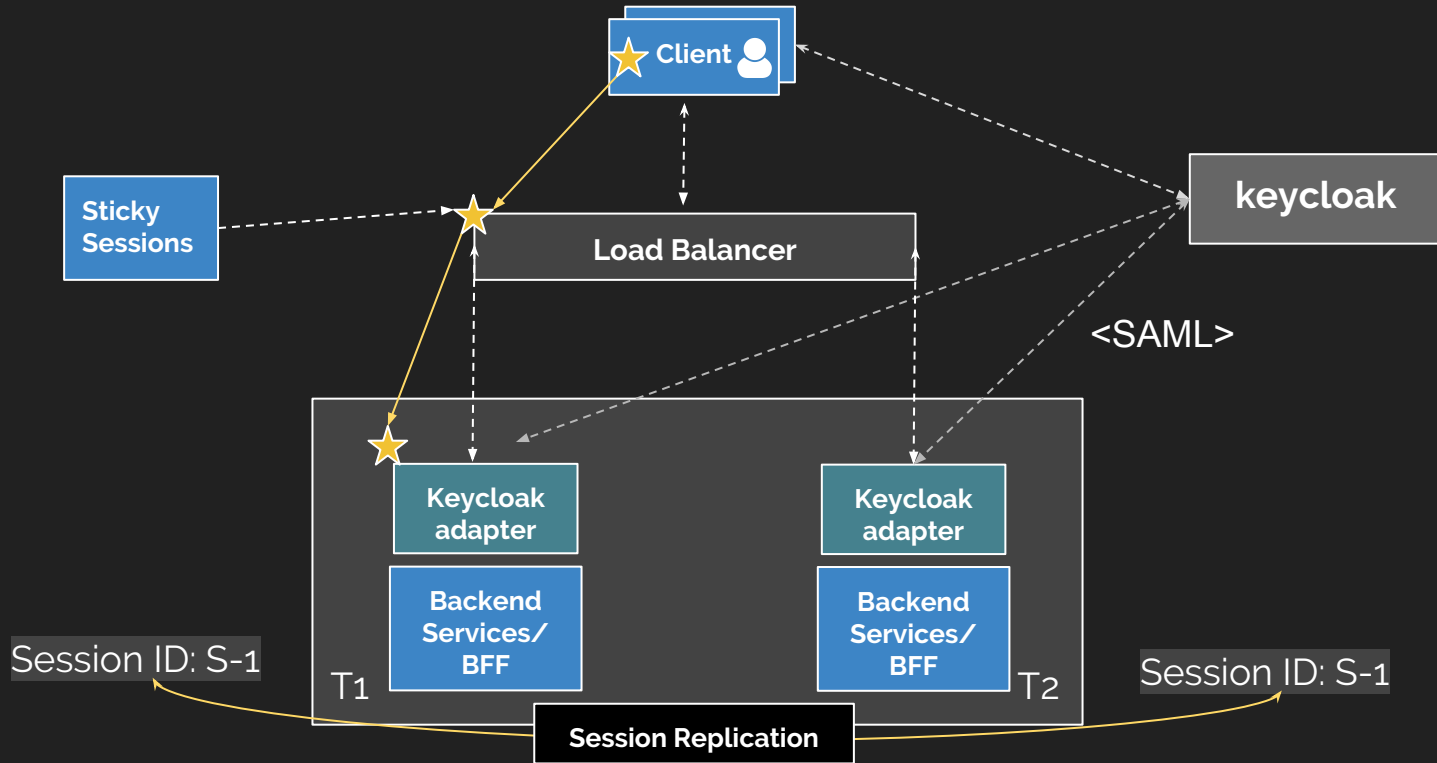 Client
keycloak
Sticky
Sessions
Load Balancer
<SAML>
Keycloak
adapter
Keycloak
adapter
Backend
Services/
BFF
Backend
Services/
BFF
Session ID: S-1
T1
T2
Session ID: S-1
Session Replication